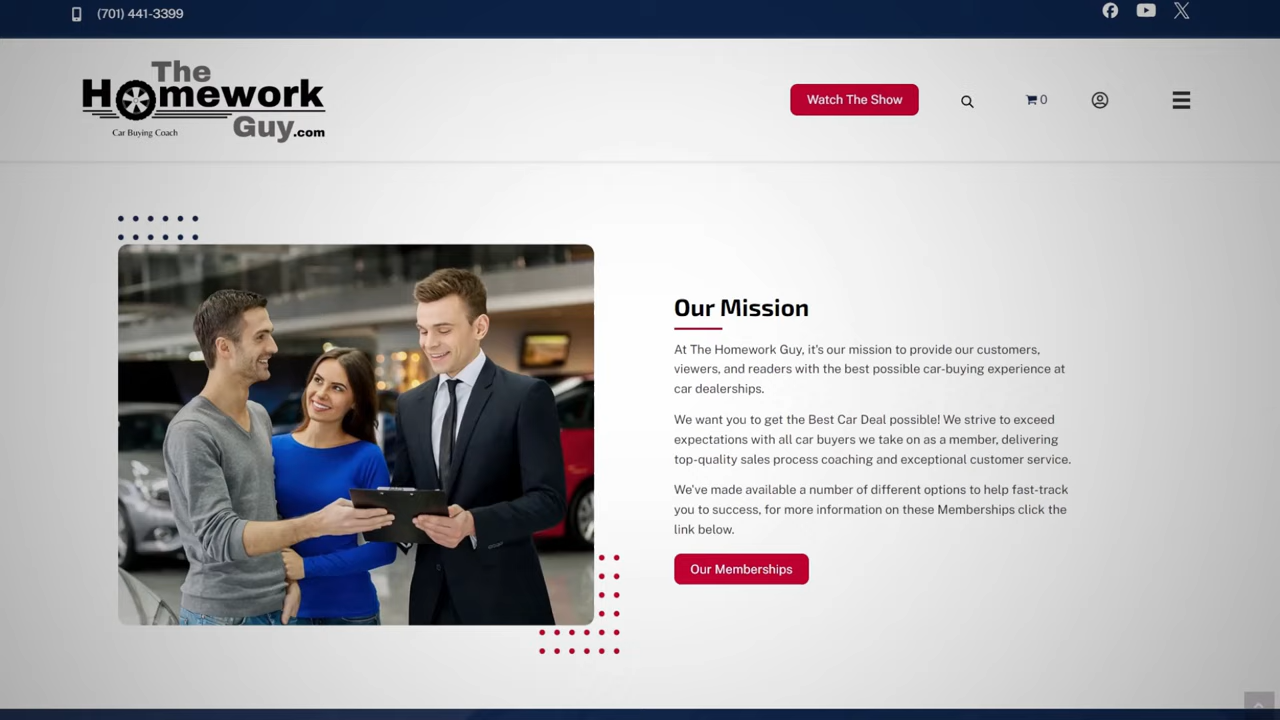 (701) 441-3399
The
Homework
Guy.com
Car Buying Coach
Watch The Show
0
Our Mission
At The Homework Guy, it's our mission to provide our customers,
viewers, and readers with the best possible car-buying experience at
car dealerships.
We want you to get the Best Car Deal possible! We strive to exceed
expectations with all car buyers we take on as a member, delivering
top-quality sales process coaching and exceptional customer service.
We've made available a number of different options to help fast-track
you to success, for more information on these Memberships click the
link below.
Our Memberships